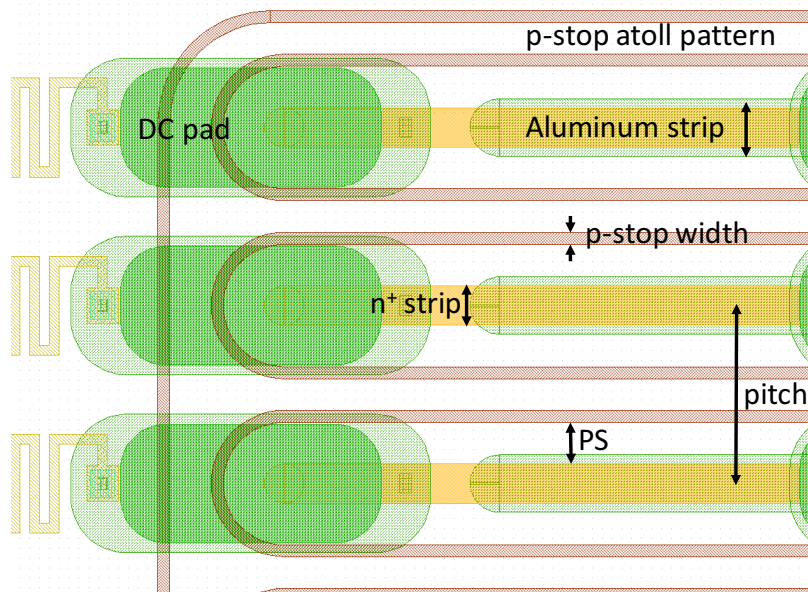 p-stop atoll pattern
DC pad
Aluminum strip
p-stop width
n⁺ strip
pitch
PS